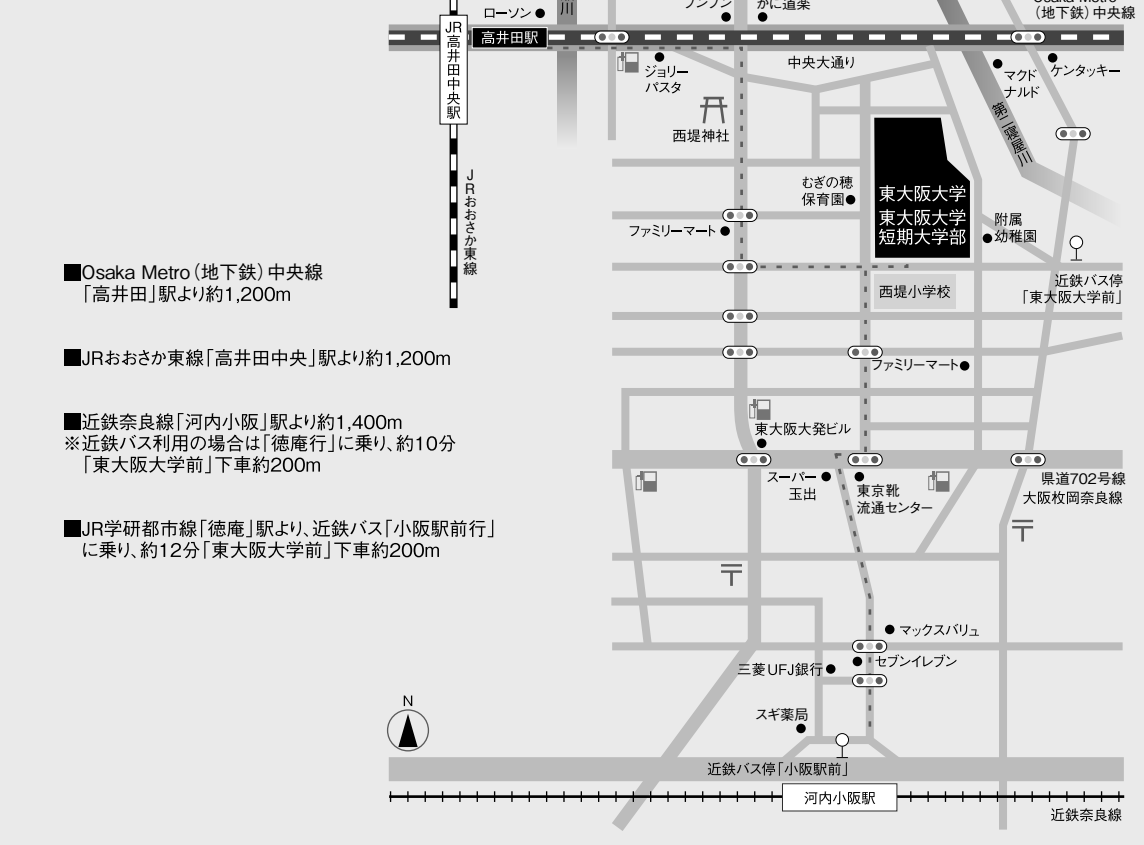 ローソン
川
かに道楽
（地下鉄）中央線
JR高井田中央駅
高井田駅
ジョリー
パスタ
中央大通り
マクド
ナルド
ケンタッキー
第二寝屋川
西堤神社
むぎの穂
保育園
東大阪大学
東大阪大学
短期大学部
附属
幼稚園
ファミリーマート
JRおおさか東線
西堤小学校
近鉄バス停
「東大阪大学前」
ファミリーマート
■Osaka Metro（地下鉄）中央線
「高井田」駅より約1,200m
■JRおおさか東線「高井田中央」駅より約1,200m
■近鉄奈良線「河内小阪」駅より約1,400m
※近鉄バス利用の場合は「徳庵行」に乗り、約10分
「東大阪大学前」下車約200m
■JR学研都市線「徳庵」駅より、近鉄バス「小阪駅前行」
に乗り、約12分「東大阪大学前」下車約200m
東大阪大発ビル
スーパー
玉出
東京靴
流通センター
県道702号線
大阪枚岡奈良線
マックスバリュ
三菱UFJ銀行
セブンイレブン
スギ薬局
N
近鉄バス停「小阪駅前」
河内小阪駅
近鉄奈良線